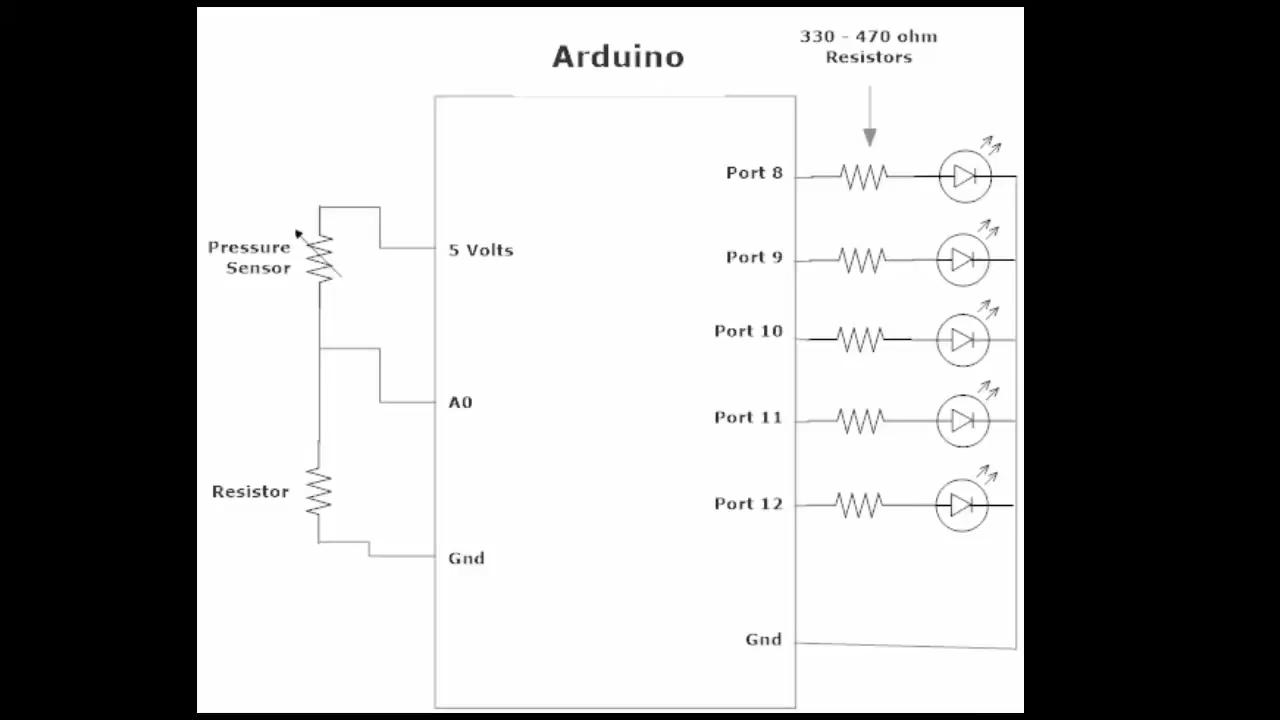 Arduino
330 - 470 ohm
Resistors
Port 8
Pressure
Sensor
5 Volts
Port 9
Port 10
A0
Port 11
Resistor
Port 12
Gnd
Gnd